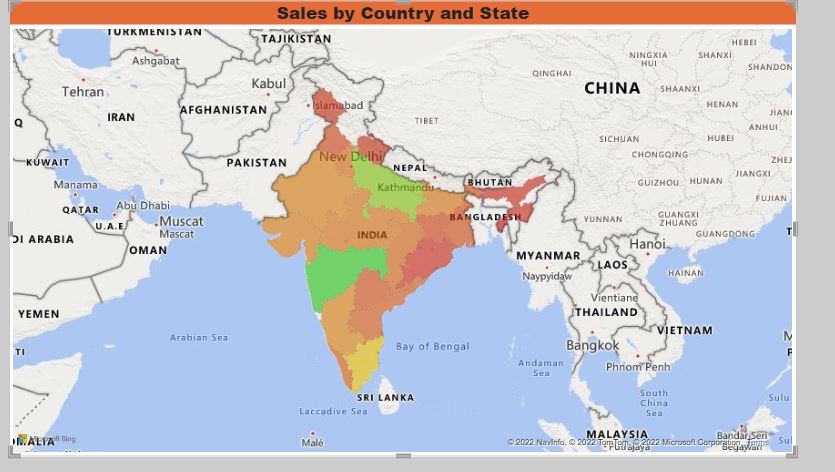 Sales by Country and State
TURKMENISTAN
TAJIKISTAN
HEBEI
Ashgabat
NINGXIA
HUI
SHANXI
SHANDON
Tehran
Kabul
QINGHAI
CHINA
SHAANXI
IRAN
AFGHANISTAN
Islamabad
HENAN
JIANG
Q
TIBET
ANHUI
SICHUAN
HUBEI
CHONGQING
ZHEJ
KUWAIT
PAKISTAN
New Delhi
NEPAL
Manama
Kathmandu
BHUTAN
GUIZHOU
HUNAN
JIANGXI
FUJIAN
QATAR
Abu Dhabi
U.A.E.
Muscat
Mascat
BANGLADESH
YUNNAN
GUANGXI
ZHUANG
GUANGDONG
DI ARABIA
OMAN
INDIA
Hanoi
MYANMAR
LAOS
HAINAN
Naypyidaw
Vientiane
YEMEN
THAILAND
VIETNAM
Arabian Sea
Bay of Bengal
Bangkok
M
P
TI
Andaman
Sea
Phnom Penh
SRI LANKA
South
China
Sea
Sulu
Laccadive Sea
Malé
MALAYSIA
Putrajaya
Bandar Seri
Begawan
OMALIA
Microsoft Bing
© 2022 NavInfo, © 2022 TomTom, © 2022 Microsoft Corporation Terms